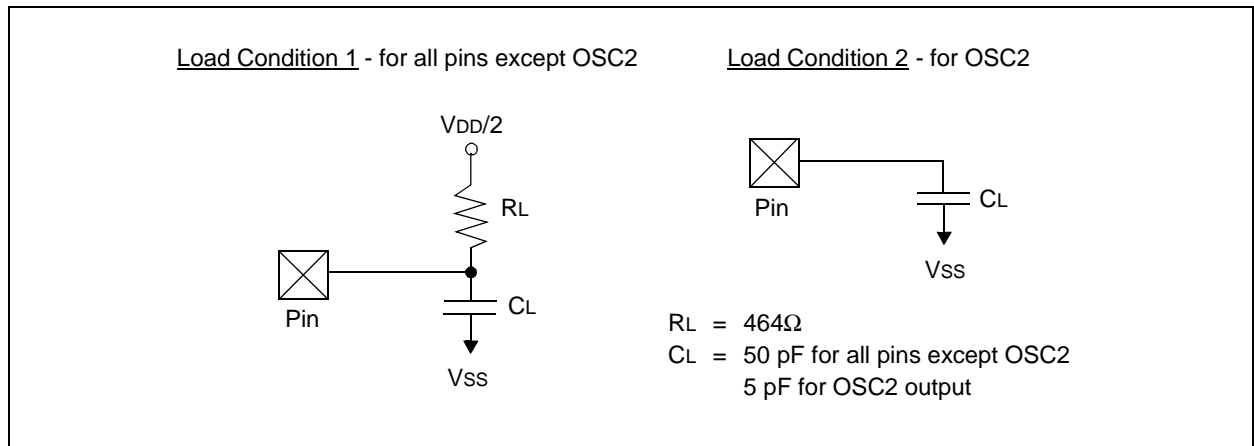 Load Condition 1 - for all pins except OSC2
VDD/2
RL
Pin
CL
VSS
Load Condition 2 - for OSC2
Pin
CL
VSS
RL = 464Ω
CL = 50 pF for all pins except OSC2
5 pF for OSC2 output